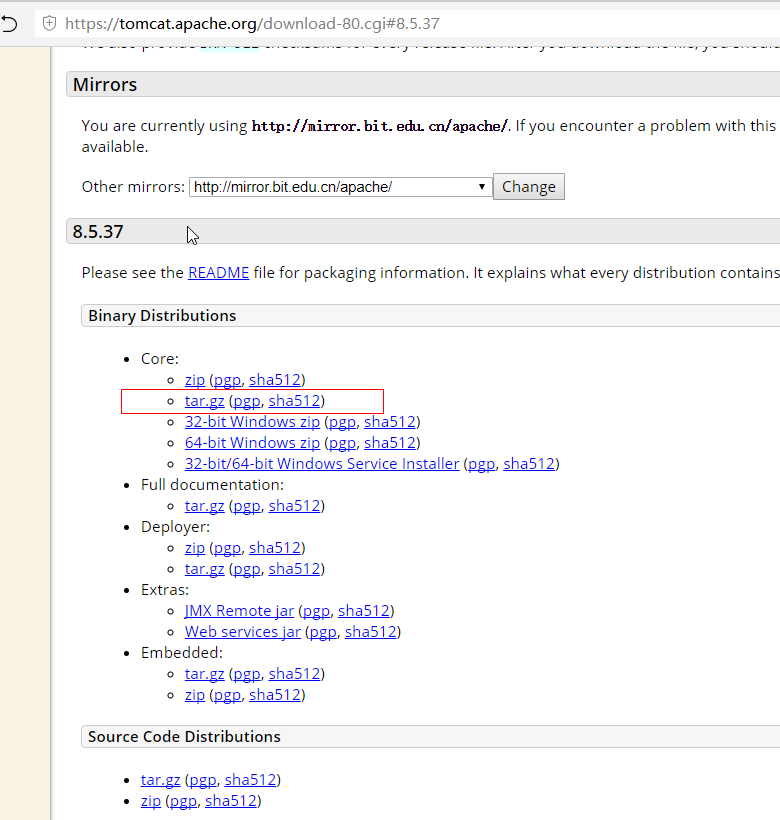 https://tomcat.apache.org/download-80.cgi#8.5.37
Mirrors
You are currently using http://mirror.bit.edu.cn/apache/. If you encounter a problem with this
available.
Other mirrors: http://mirror.bit.edu.cn/apache/ Change
8.5.37
Please see the README file for packaging information. It explains what every distribution contains
Binary Distributions
Core:
zip (pgp, sha512)
tar.gz (pgp, sha512)
32-bit Windows zip (pgp, sha512)
64-bit Windows zip (pgp, sha512)
32-bit/64-bit Windows Service Installer (pgp, sha512)
Full documentation:
tar.gz (pgp, sha512)
Deployer:
zip (pgp, sha512)
tar.gz (pgp, sha512)
Extras:
JMX Remote jar (pgp, sha512)
Web services jar (pgp, sha512)
Embedded:
tar.gz (pgp, sha512)
zip (pgp, sha512)
Source Code Distributions
tar.gz (pgp, sha512)
zip (pgp, sha512)